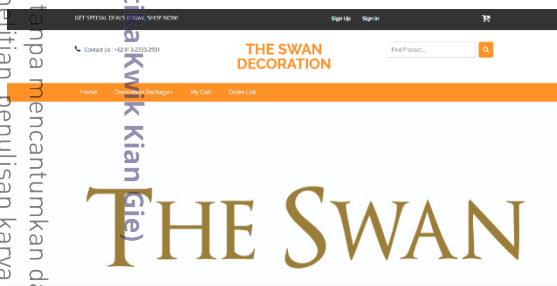 GET SPECIAL DEALS TODAY, SHOP NOW!
Sign Up Sign In
Contact Us : +62 813-2333-2931
THE SWAN
DECORATION
Find Product...
Home Decoration Package My Cart Order List
THE SWAN
tika Kwik Kian Gie)
tanpa mencantumkan
penulisan karya